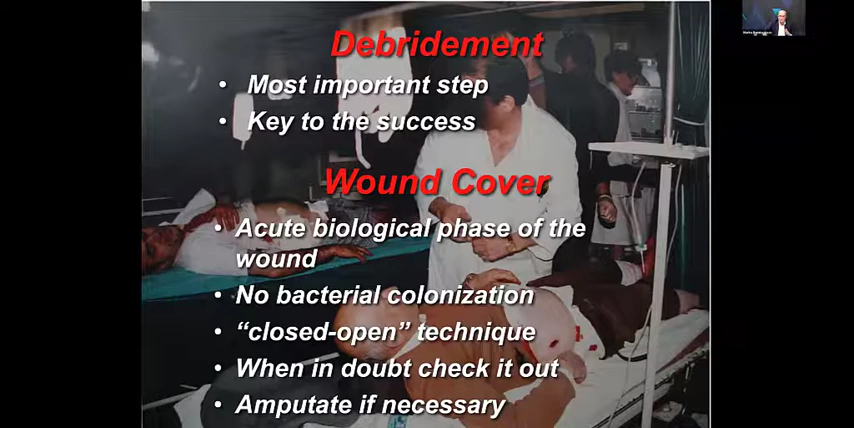 Debridement
• Most important step
• Key to the success
Wound Cover
• Acute biological phase of the
wound
• No bacterial colonization
• “closed-open” technique
• When in doubt check it out
• Amputate if necessary